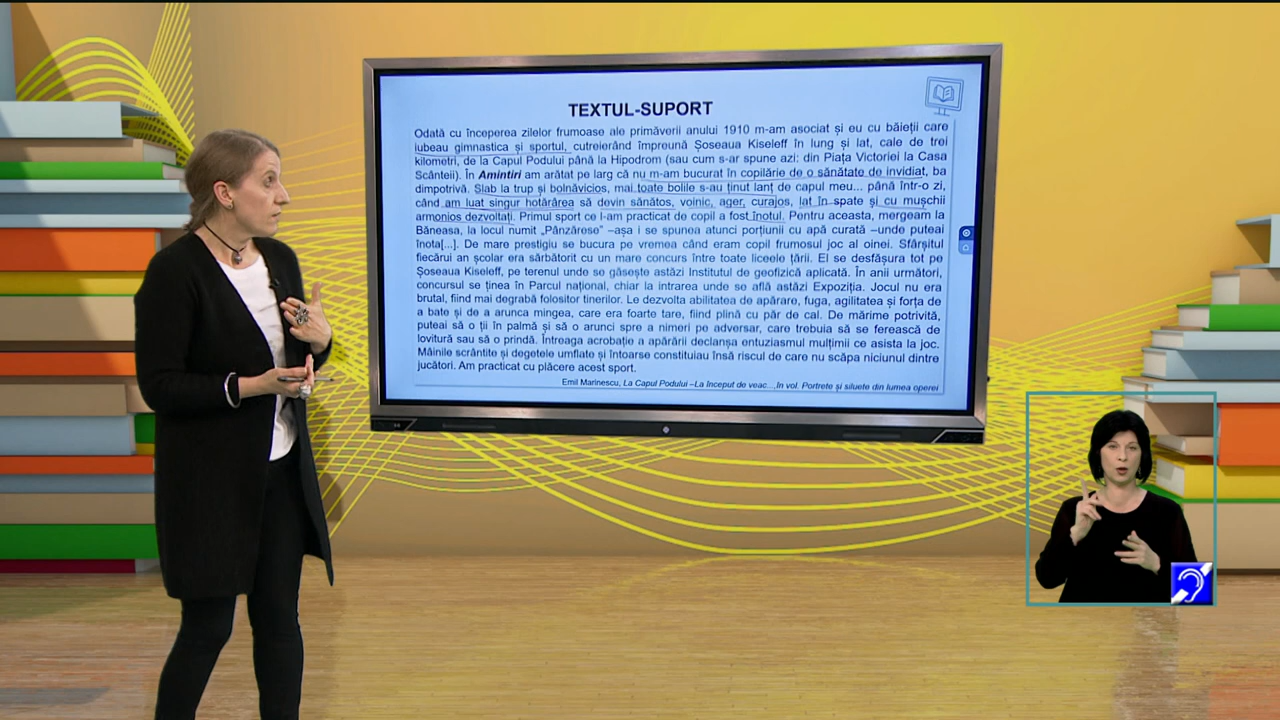 TEXTUL-SUPORT
Odată cu începerea zilelor frumoase ale primăverii anului 1910 m-am asociat și eu cu băieții care
iubeau gimnastica și sportul, cutreierând împreună Șoseaua Kiseleff în lung și lat, cale de trei
kilometri, de la Capul Podului până la Hipodrom (sau cum s-ar spune azi: din Piața Victoriei la Casa
Scânteii). În Amintiri am arătat pe larg că nu m-am bucurat în copilărie de o sănătate de invidiat, ba
dimpotrivă. Slab la trup și bolnăvicios, mai toate bolile s-au ținut lanț de capul meu... până într-o zi,
când am luat singur hotărârea să devin sănătos, voinic, ager, curajos, lat în spate și cu mușchii
armonios dezvoltați. Primul sport ce l-am practicat de copil a fost înotul. Pentru aceasta, mergeam la
Băneasa, la locul numit „Pânzărese” –așa i se spunea atunci porțiunii cu apă curată –unde puteai
înota[...]. De mare prestigiu se bucura pe vremea când eram copil frumosul joc al oinei. Sfârșitul
fiecărui an școlar era sărbătorit cu un mare concurs între toate liceele țării. El se desfășura tot pe
Șoseaua Kiseleff, pe terenul unde se găsește astăzi Institutul de geofizică aplicată. În anii următori,
concursul se ținea în Parcul național, chiar la intrarea unde se află astăzi Expoziția. Jocul nu era
brutal, fiind mai degrabă folositor tinerilor. Le dezvolta abilitatea de apărare, fuga, agilitatea și forța de
a bate și de a arunca mingea, care era foarte tare, fiind plină cu păr de cal. De mărime potrivită,
puteai să o ții în palmă și să o arunci spre a nimeri pe adversar, care trebuia să se ferească de
lovitură sau să o prindă. Întreaga acrobație a apărării declanșa entuziasmul mulțimii ce asista la joc.
Mâinile scrântite și degetele umflate și întoarse constituiau însă riscul de care nu scăpa niciunul dintre
jucători. Am practicat cu plăcere acest sport.
Emil Marinescu, La Capul Podului –La început de veac...,în vol. Portrete și siluete din lumea operei